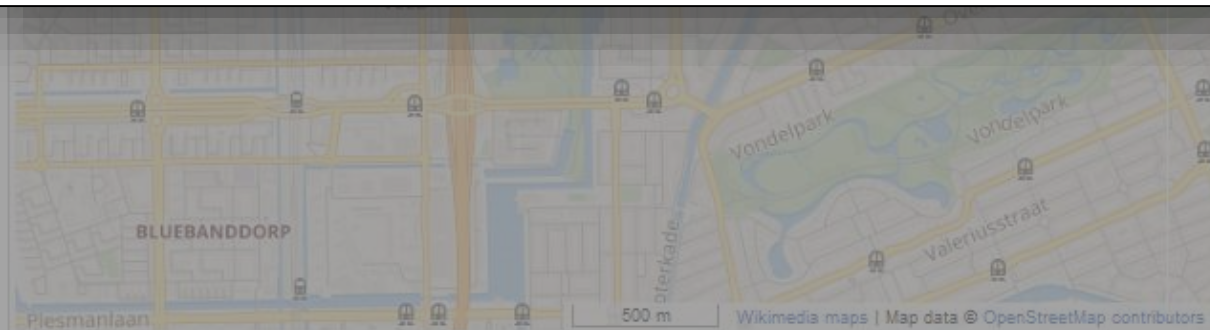 Vondelpark
Vondelpark
BLUEBANDDORP
Valeriusstraat
Plesmanlaan
500 m
Wikimedia maps | Map data © OpenStreetMap contributors